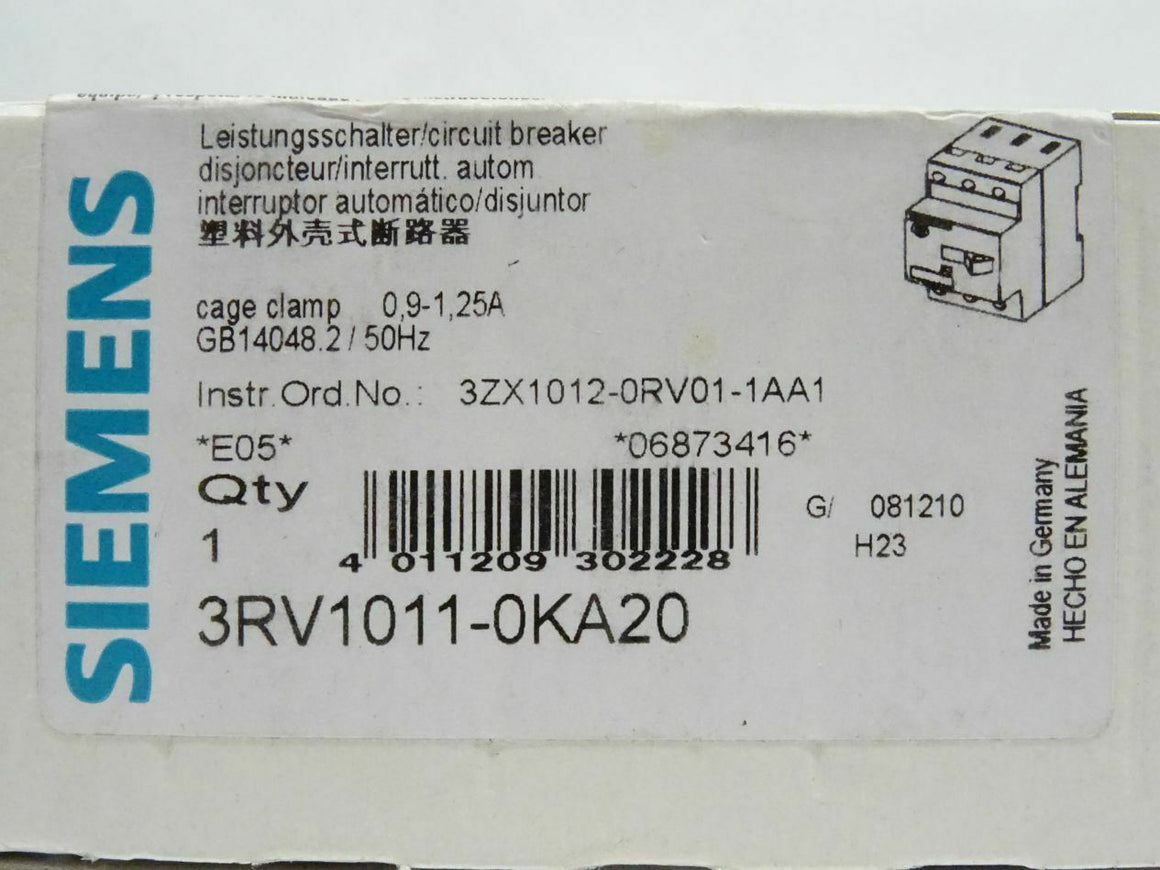 SIEMENS
Leistungsschalter/circuit breaker
disjoncteur/interrutt. autom
interruptor automático/disjuntor
塑料外壳式断路器
cage clamp 0,9-1,25A
GB14048.2 / 50Hz
Instr.Ord.No.: 3ZX1012-0RV01-1AA1
*E05* *06873416*
Qty
1
4 011209 302228
G/ 081210
H23
3RV1011-0KA20
Made in Germany
HECHO EN ALEMANIA